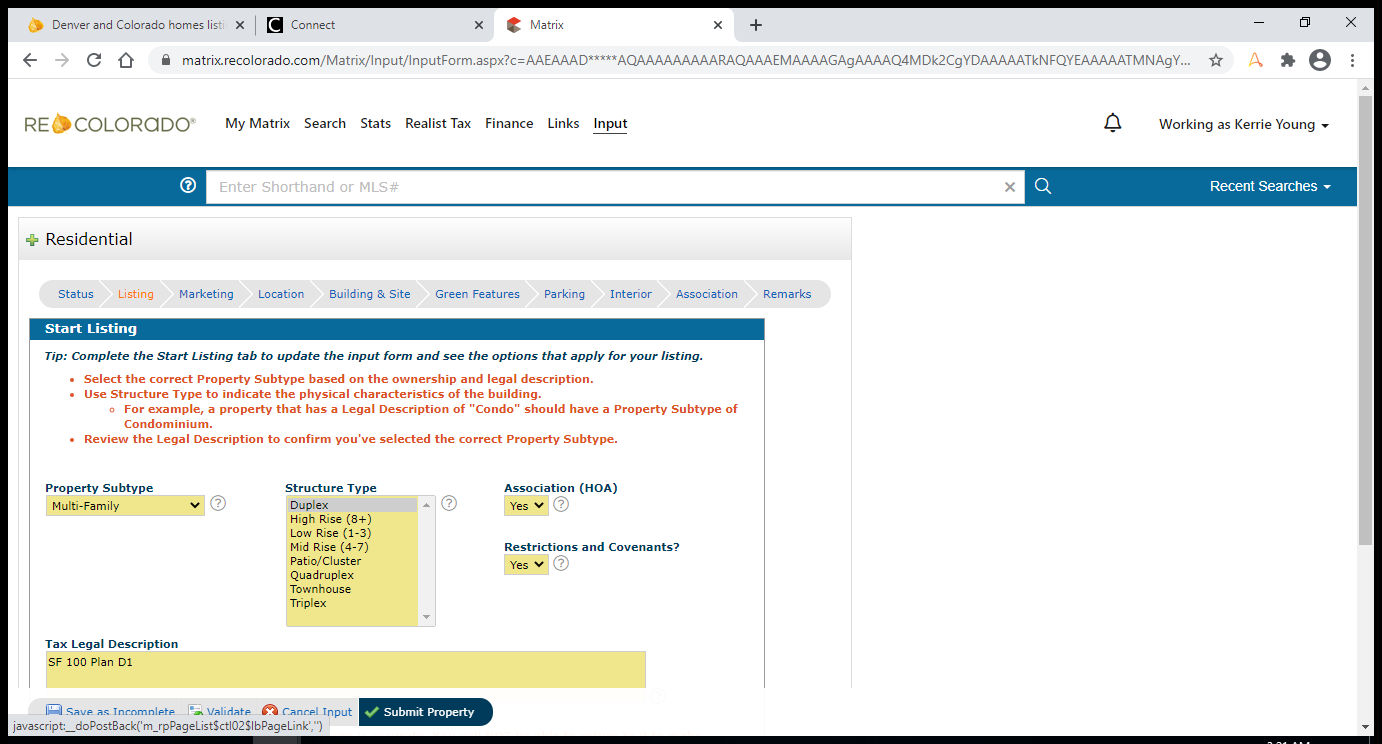 Denver and Colorado homes listi
Connect
Matrix
matrix.recolorado.com/Matrix/Input/InputForm.aspx?c=AAEAAAD*****AQAAAAAAAAARAQAAAEMAAAAGAgAAAAQ4MDk2CgYDAAAAATkNFQYEAAAAATMNAgY...
RECOLORADO®
My Matrix Search Stats Realist Tax Finance Links Input
Working as Kerrie Young
Enter Shorthand or MLS#
Recent Searches
Residential
Status Listing Marketing Location Building & Site Green Features Parking Interior Association Remarks
Start Listing
Tip: Complete the Start Listing tab to update the input form and see the options that apply for your listing.
• Select the correct Property Subtype based on the ownership and legal description.
• Use Structure Type to indicate the physical characteristics of the building.
◦ For example, a property that has a Legal Description of "Condo" should have a Property Subtype of
Condominium.
• Review the Legal Description to confirm you've selected the correct Property Subtype.
Property Subtype
Multi-Family
Structure Type
Duplex
High Rise (8+)
Low Rise (1-3)
Mid Rise (4-7)
Patio/Cluster
Quadruplex
Townhouse
Triplex
Association (HOA)
Yes
Restrictions and Covenants?
Yes
Tax Legal Description
SF 100 Plan D1
Save as Incomplete Validate Cancel Input Submit Property
javascript:__doPostBack('m_rpPageList$ctl02$lbPageLink','')